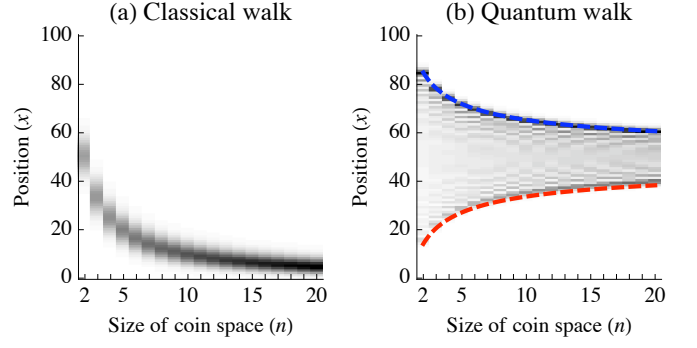 (a) Classical walk
100
80
60
40
20
0
Position (x)
2 5 10 15 20
Size of coin space (n)
(b) Quantum walk
100
80
60
40
20
0
Position (x)
2 5 10 15 20
Size of coin space (n)